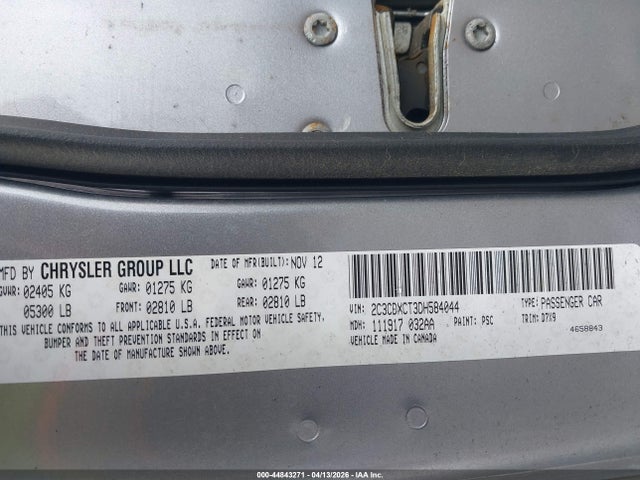 MFD BY CHRYSLER GROUP LLC DATE OF MFR(BUILT): NOV 12
GVWR: 02405 KG GAWR: 01275 KG GAWR: 01275 KG
05300 LB FRONT: 02810 LB REAR: 02810 LB
THIS VEHICLE CONFORMS TO ALL APPLICABLE U.S.A. FEDERAL MOTOR VEHICLE SAFETY,
BUMPER AND THEFT PREVENTION STANDARDS IN EFFECT ON
THE DATE OF MANUFACTURE SHOWN ABOVE.
VIN: 2C3CDXCT3DH584044 TYPE: PASSENGER CAR
MDH: 111917 032AA PAINT: PSC TRIM: D7X9
VEHICLE MADE IN CANADA 4658843
000-44843271 - 04/13/2026 - IAA Inc.